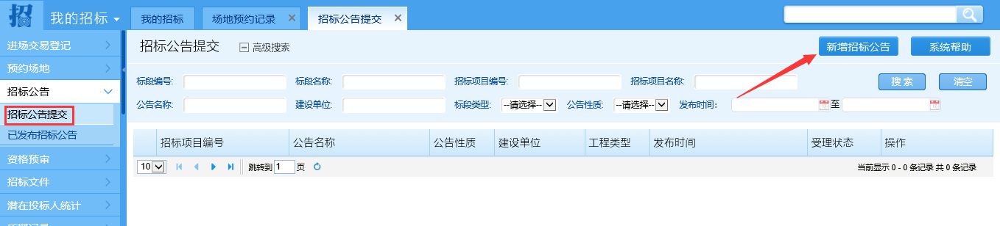 招 我的招标
我的招标 场地预约记录 招标公告提交
进场交易登记
预约场地
招标公告
招标公告提交
已发布招标公告
资格预审
招标文件
潜在投标人统计
招标公告提交 高级搜索 新增招标公告 系统帮助
标段编号: 标段名称: 招标项目编号: 招标项目名称: 搜索 清空
公告名称: 建设单位: 标段类型: --请选择-- 公告性质: --请选择-- 发布时间: 至
招标项目编号 公告名称 公告性质 建设单位 工程类型 发布时间 受理状态 操作
10 跳转到 1 页 当前显示 0 - 0 条记录 共 0 条记录